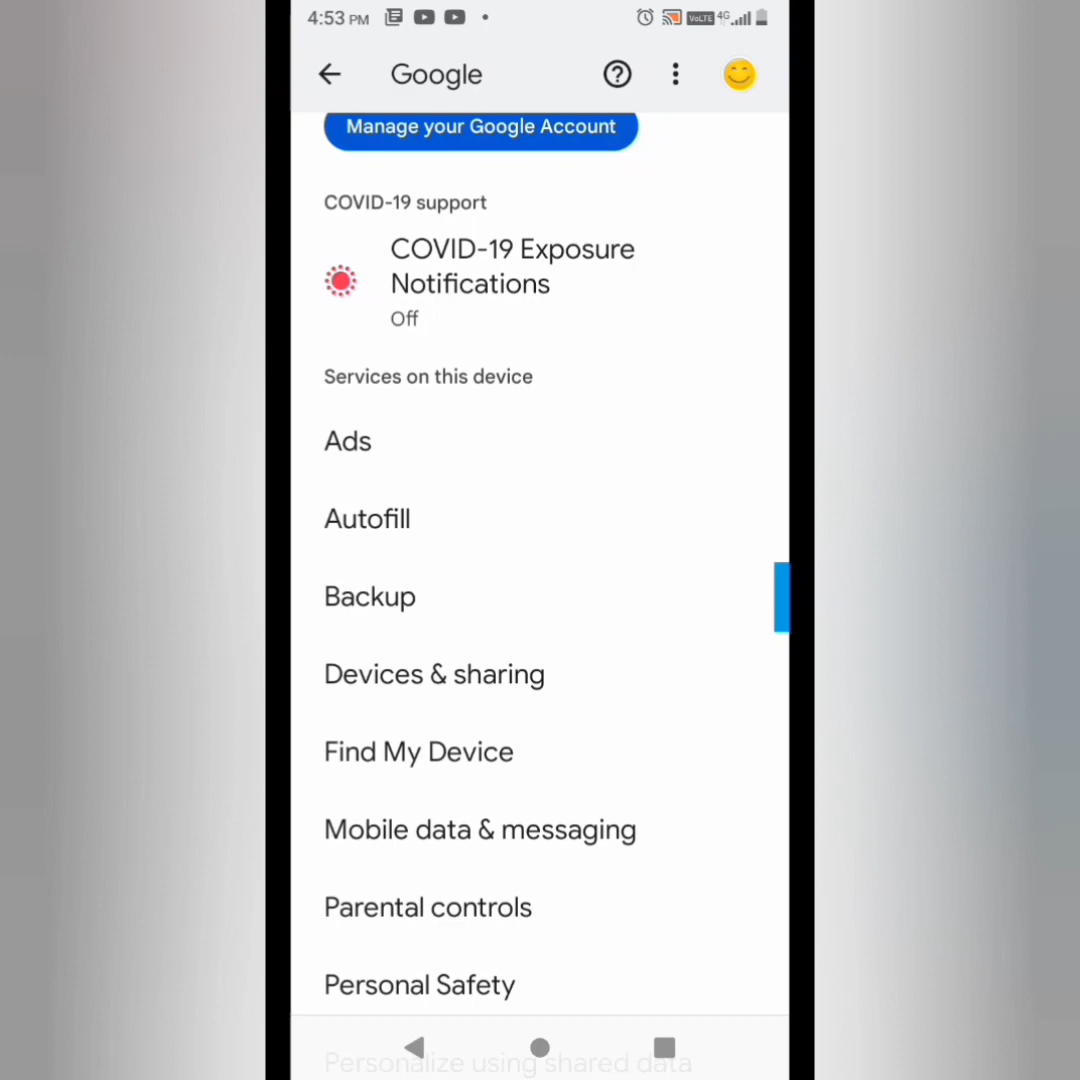 4:53 PM VoLTE 4G
Google
Manage your Google Account
COVID-19 support
COVID-19 Exposure
Notifications
Off
Services on this device
Ads
Autofill
Backup
Devices & sharing
Find My Device
Mobile data & messaging
Parental controls
Personal Safety
Personalize using shared data